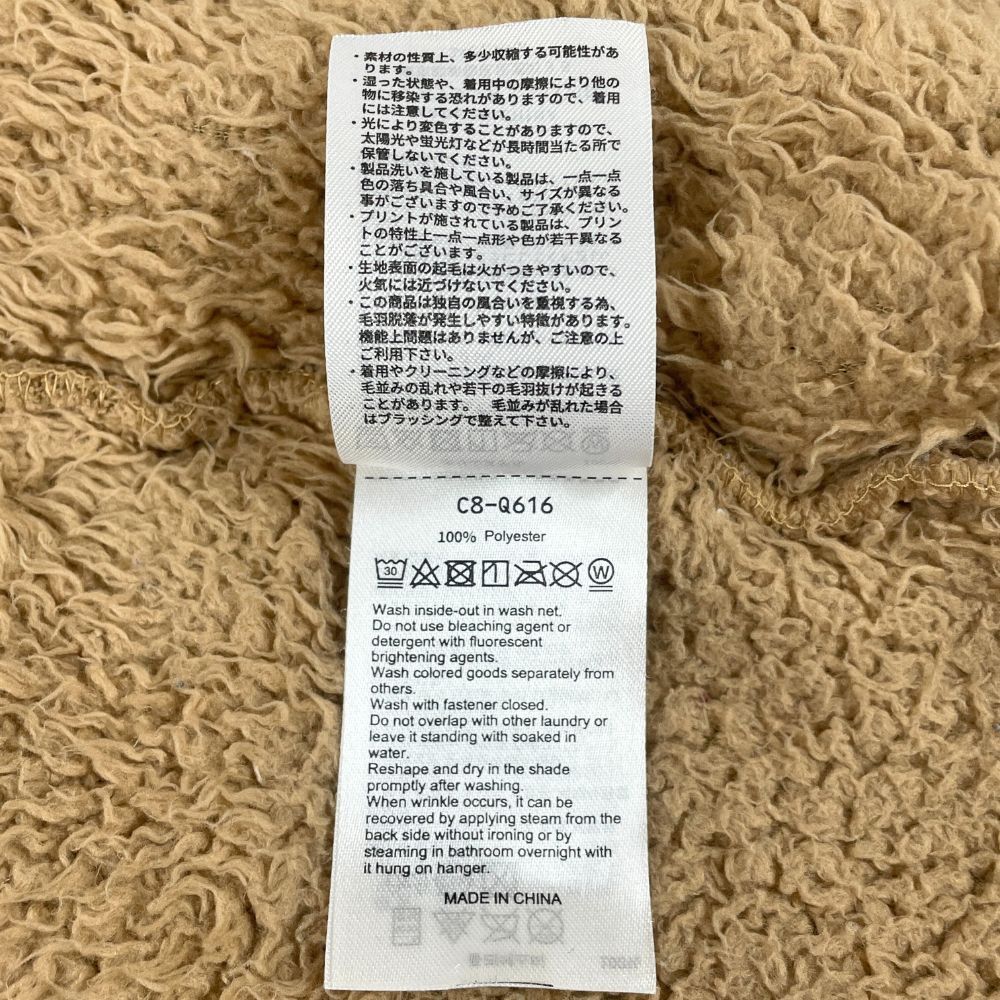 ・素材の性質上、多少収縮する可能性があ
ります。
・湿った状態や、着用中の摩擦により他の
物に移染する恐れがありますので、着用
には注意してください。
・光により変色することがありますので、
太陽光や蛍光灯などが長時間当たる所で
保管しないでください。
・製品洗いを施している製品は、一点一点
色の落ち具合や風合い、サイズが異なる
事がございますので予めご了承ください。
・プリントが施されている製品は、プリン
トの特性上一点一点形や色が若干異なる
ことがございます。
・生地表面の起毛は火がつきやすいので、
火気には近づけないでください。
・この商品は独自の風合いを重視する為、
毛羽脱落が発生しやすい特徴があります。
機能上問題はありませんが、ご注意の上
ご利用下さい。
・着用やクリーニングなどの摩擦により、
毛並みの乱れや若干の毛羽抜けが起きる
ことがあります。 毛並みが乱れた場合
はブラッシングで整えて下さい。
C8-Q616
100% Polyester
30 W
Wash inside-out in wash net.
Do not use bleaching agent or
detergent with fluorescent
brightening agents.
Wash colored goods separately from
others.
Wash with fastener closed.
Do not overlap with other laundry or
leave it standing with soaked in
water.
Reshape and dry in the shade
promptly after washing.
When wrinkle occurs, it can be
recovered by applying steam from the
back side without ironing or by
steaming in bathroom overnight with
it hung on hanger.
MADE IN CHINA